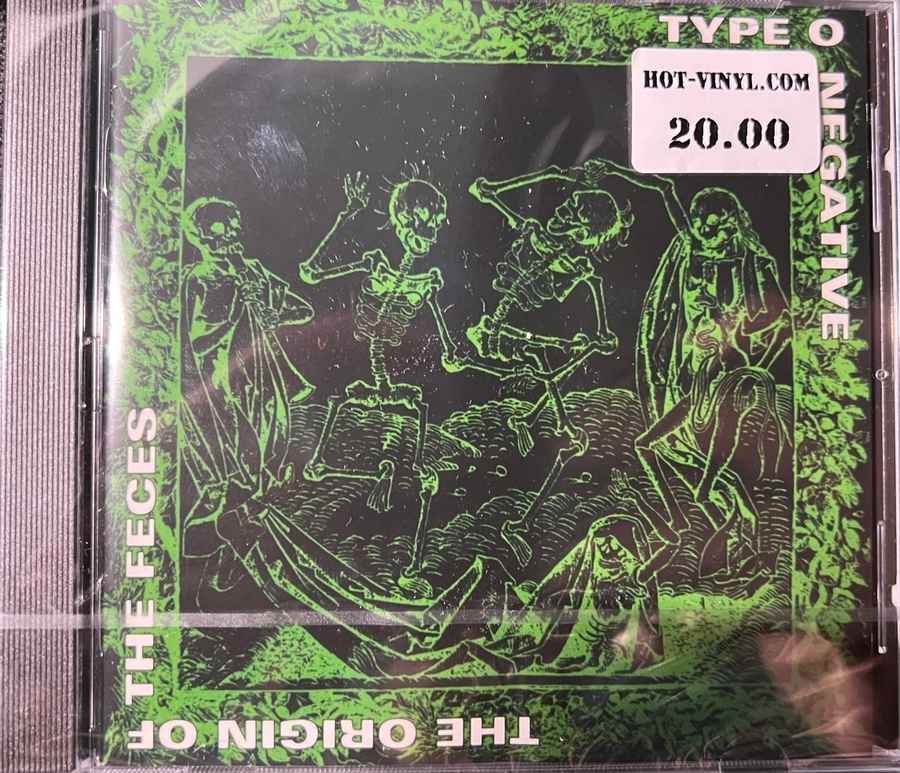 TYPE O NEGATIVE
HOT-VINYL.COM
20.00
THE ORIGIN OF THE FECES